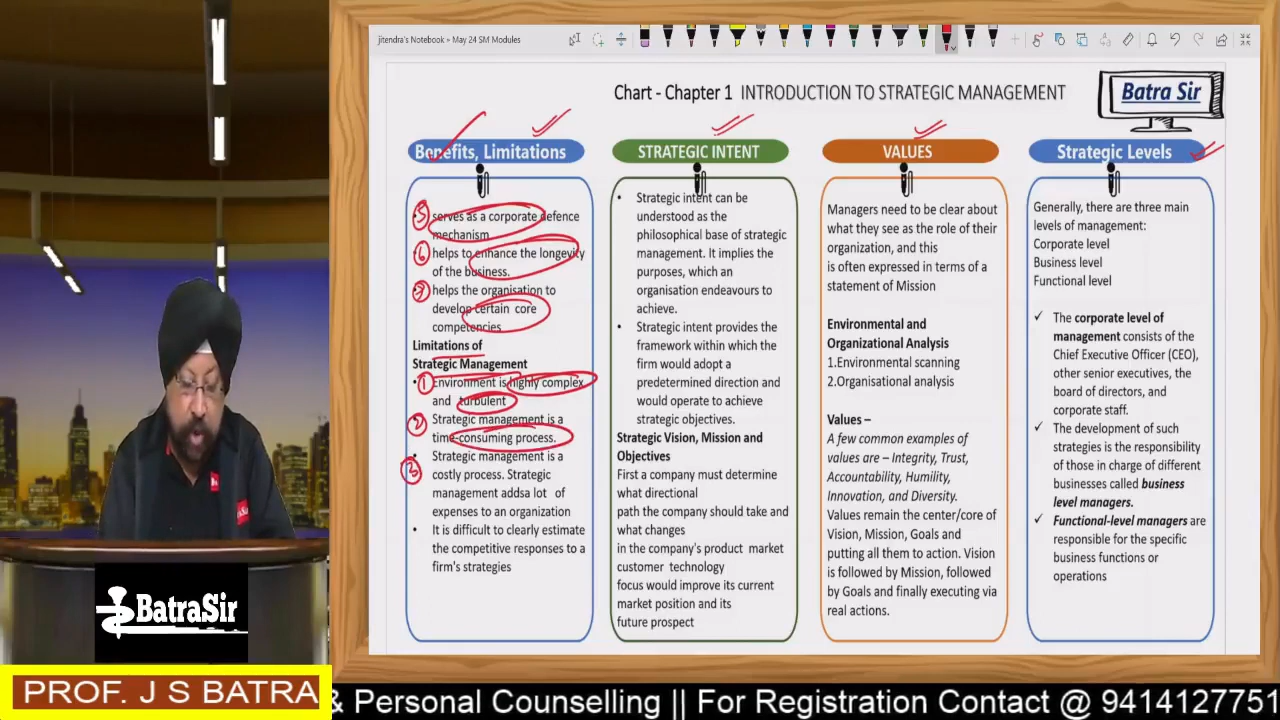 jitendra's Notebook » May 24 SM Modules
Chart - Chapter 1 INTRODUCTION TO STRATEGIC MANAGEMENT
Batra Sir
Benefits, Limitations
5 serves as a corporate defence
mechanism
6 helps to enhance the longevity
of the business.
7 helps the organisation to
develop certain core
competencies
Limitations of
Strategic Management
1 Environment is highly complex
and turbulent
2 Strategic management is a
time-consuming process.
• Strategic management is a
3 costly process. Strategic
management addsa lot of
expenses to an organization
• It is difficult to clearly estimate
the competitive responses to a
firm's strategies
STRATEGIC INTENT
• Strategic intent can be
understood as the
philosophical base of strategic
management. It implies the
purposes, which an
organisation endeavours to
achieve.
• Strategic intent provides the
framework within which the
firm would adopt a
predetermined direction and
would operate to achieve
strategic objectives.
Strategic Vision, Mission and
Objectives
First a company must determine
what directional
path the company should take and
what changes
in the company's product market
customer technology
focus would improve its current
market position and its
future prospect
VALUES
Managers need to be clear about
what they see as the role of their
organization, and this
is often expressed in terms of a
statement of Mission
Environmental and
Organizational Analysis
1.Environmental scanning
2.Organisational analysis
Values –
A few common examples of
values are – Integrity, Trust,
Accountability, Humility,
Innovation, and Diversity.
Values remain the center/core of
Vision, Mission, Goals and
putting all them to action. Vision
is followed by Mission, followed
by Goals and finally executing via
real actions.
Strategic Levels
Generally, there are three main
levels of management:
Corporate level
Business level
Functional level
✓ The corporate level of
management consists of the
Chief Executive Officer (CEO),
other senior executives, the
board of directors, and
corporate staff.
✓ The development of such
strategies is the responsibility
of those in charge of different
businesses called business
level managers.
✓ Functional-level managers are
responsible for the specific
business functions or
operations
BatraSir
PROF. J S BATRA
& Personal Counselling || For Registration Contact @ 9414127751